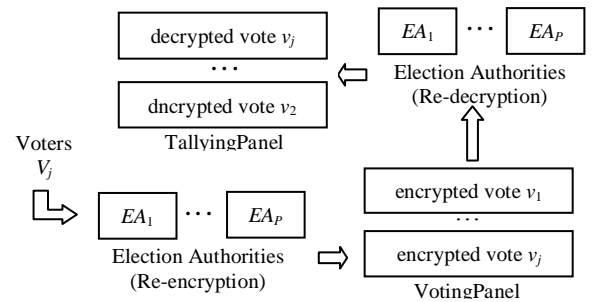 decrypted vote vj
...
dncrypted vote v2
TallyingPanel
EA1 ... EAP
Election Authorities
(Re-decryption)
Voters
Vj
EA1 ... EAP
Election Authorities
(Re-encryption)
encrypted vote v1
...
encrypted vote vj
VotingPanel